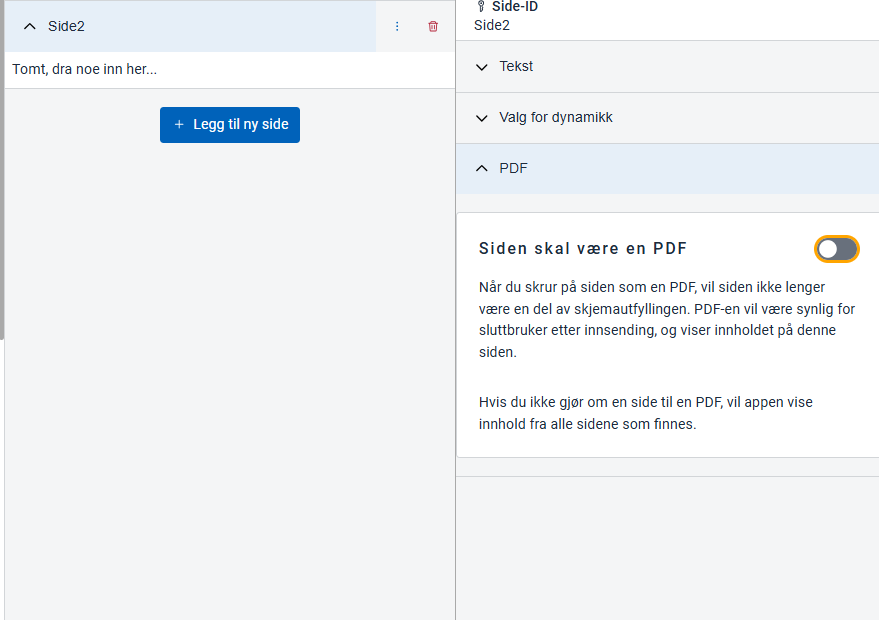 Side2
Tomt, dra noe inn her...
+ Legg til ny side
Side-ID
Side2
Tekst
Valg for dynamikk
PDF
Siden skal være en PDF
Når du skrur på siden som en PDF, vil siden ikke lenger
være en del av skjemautfyllingen. PDF-en vil være synlig for
sluttbruker etter innsending, og viser innholdet på denne
siden.
Hvis du ikke gjør om en side til en PDF, vil appen vise
innhold fra alle sidene som finnes.